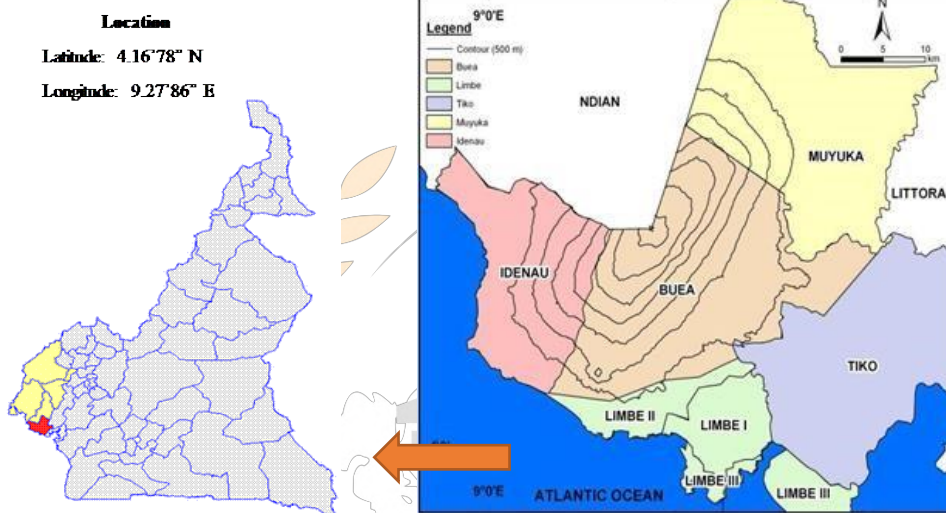 Location
Latitude: 4.16'78" N
Longitude: 9.27'86" E
9°0'E
Legend
Contour (500 m)
Buea
Limbe
Tiko
Muyuka
Idenau
N
0 5 10
km
NDIAN
MUYUKA
LITTORA
IDENAU
BUEA
TIKO
LIMBE II
LIMBE I
LIMBE III
LIMBE III
9°0'E
ATLANTIC OCEAN